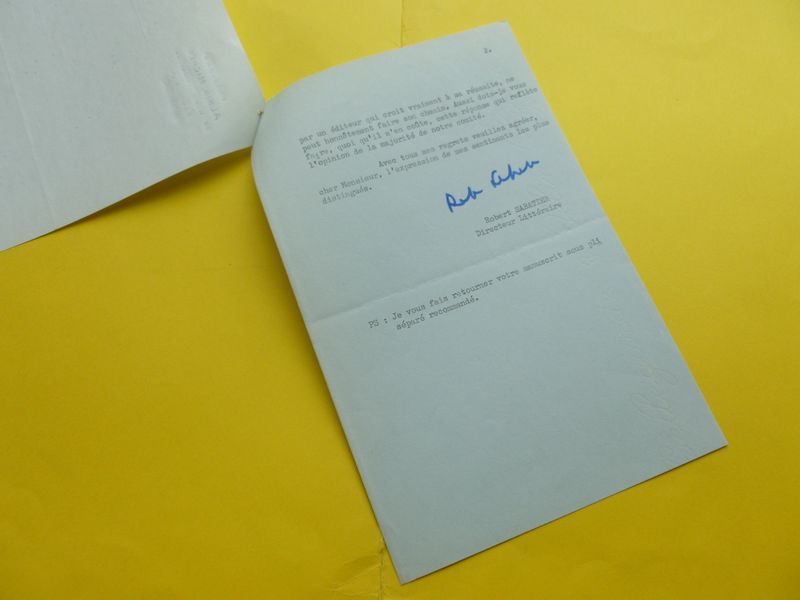 2.
par un éditeur qui croit vraiment à sa réussite, ne
peut honnêtement faire son chemin. Aussi dois-je vous
faire, quoi qu'il m'en coûte, cette réponse qui reflète
l'opinion de la majorité de notre comité.
Avec tous mes regrets veuillez agréer,
cher Monsieur, l'expression de mes sentiments les plus
distingués.
Robert SABATIER
Directeur Littéraire
PS : Je vous fais retourner votre manuscrit sous pli
séparé recommandé.